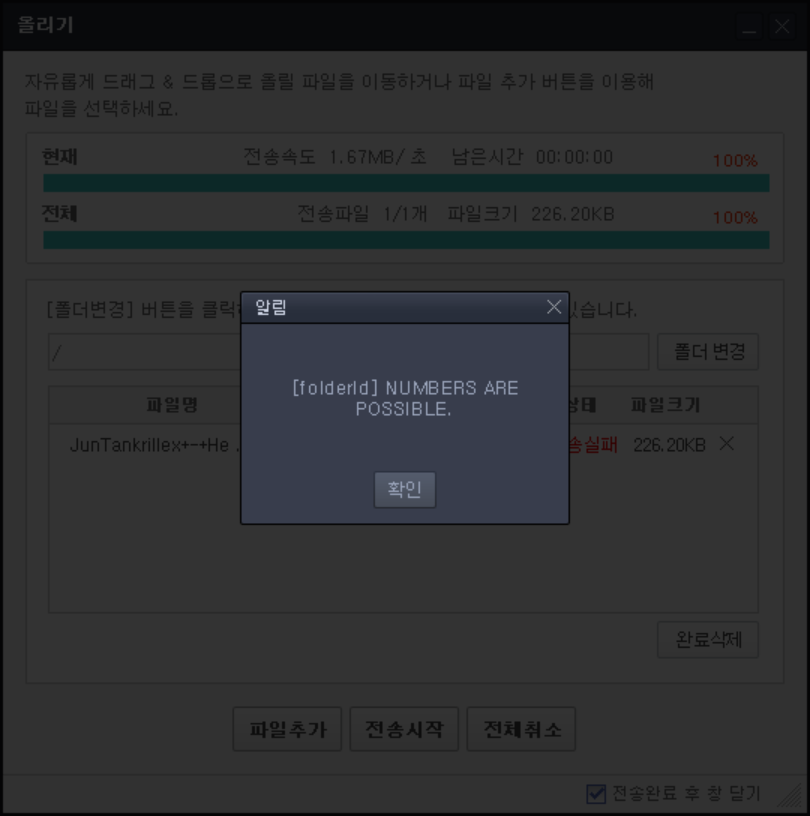 올리기
자유롭게 드래그 & 드롭으로 올릴 파일을 이동하거나 파일 추가 버튼을 이용해
파일을 선택하세요.
현재 전송속도 1.67MB/ 초 남은시간 00:00:00 100%
전체 전송파일 1/1개 파일크기 226.20KB 100%
[폴더변경] 버튼을 습니다.
/ 폴더 변경
알림
[folderId] NUMBERS ARE
POSSIBLE.
확인
파일명 상태 파일크기
JunTankrillex+-+He . 송실패 226.20KB
완료삭제
파일추가 전송시작 전체취소
전송완료 후 창 닫기